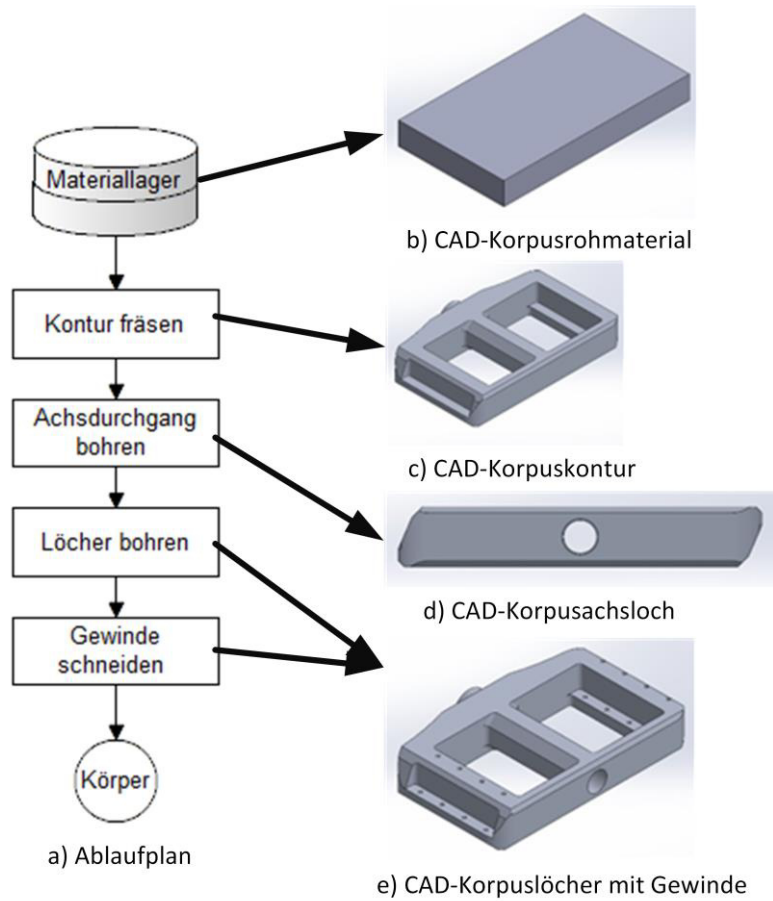 Materiallager
Kontur fräsen
Achsdurchgang
bohren
Löcher bohren
Gewinde
schneiden
Körper
a) Ablaufplan
b) CAD-Korpusrohmaterial
c) CAD-Korpuskontur
d) CAD-Korpusachsloch
e) CAD-Korpuslöcher mit Gewinde